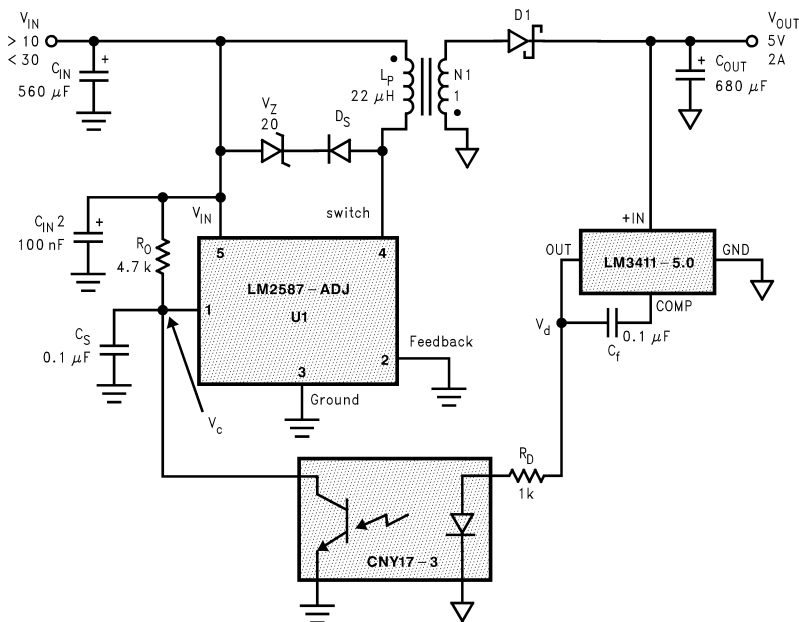 V_IN
> 10
< 30
C_IN
560 μF
+
V_Z
20
D_S
L_P
22 μH
N1
1
D1
V_OUT
5V
2A
+
C_OUT
680 μF
C_IN 2
100 nF
+
R_O
4.7 k
V_IN
switch
5
4
LM2587-ADJ
U1
1
2
3
Feedback
Ground
C_S
0.1 μF
V_c
+IN
OUT
LM3411-5.0
GND
COMP
V_d
0.1 μF
C_f
R_D
1k
CNY17-3